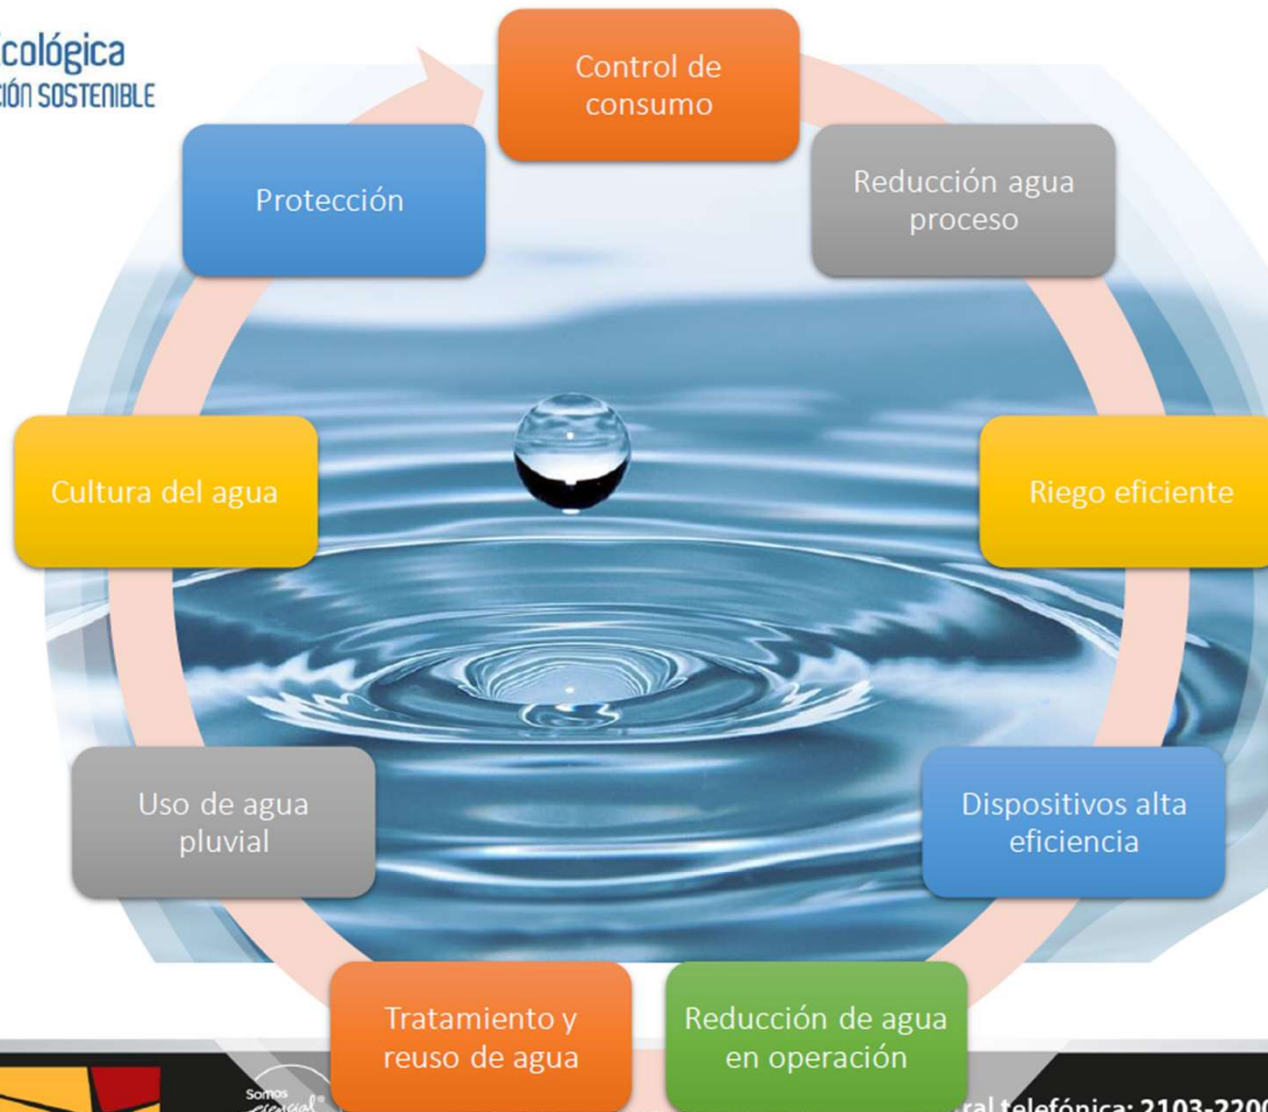 cológica
CIÓN SOSTENIBLE
Control de
consumo
Reducción agua
proceso
Riego eficiente
Dispositivos alta
eficiencia
Reducción de agua
en operación
Tratamiento y
reuso de agua
Uso de agua
pluvial
Cultura del agua
Protección
Somos
esencial
ral telefónica: 2103-2200